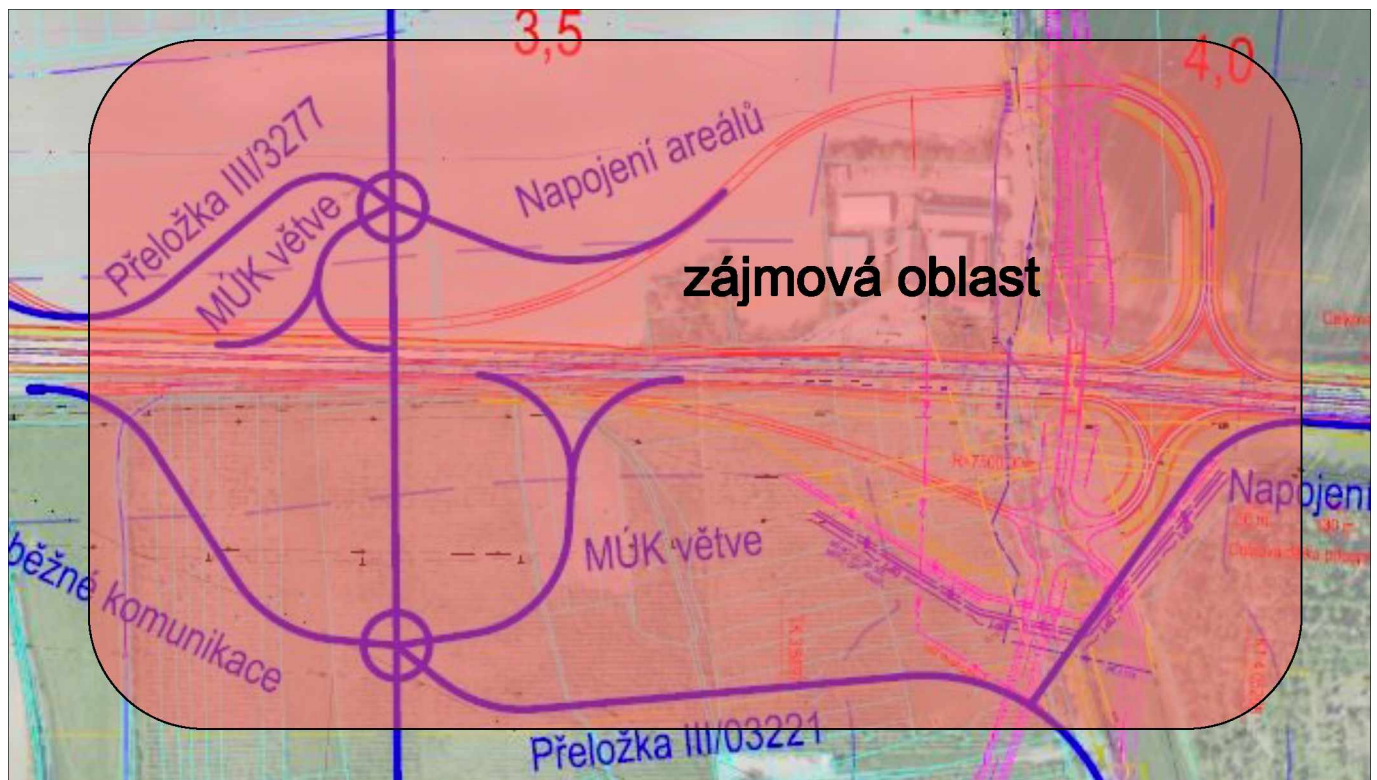 3,5
4,0
Přeložka III/3277
MÚK větve
Napojení areálů
zájmová oblast
MÚK větve
Napojení
běžné komunikace
Přeložka III/03221